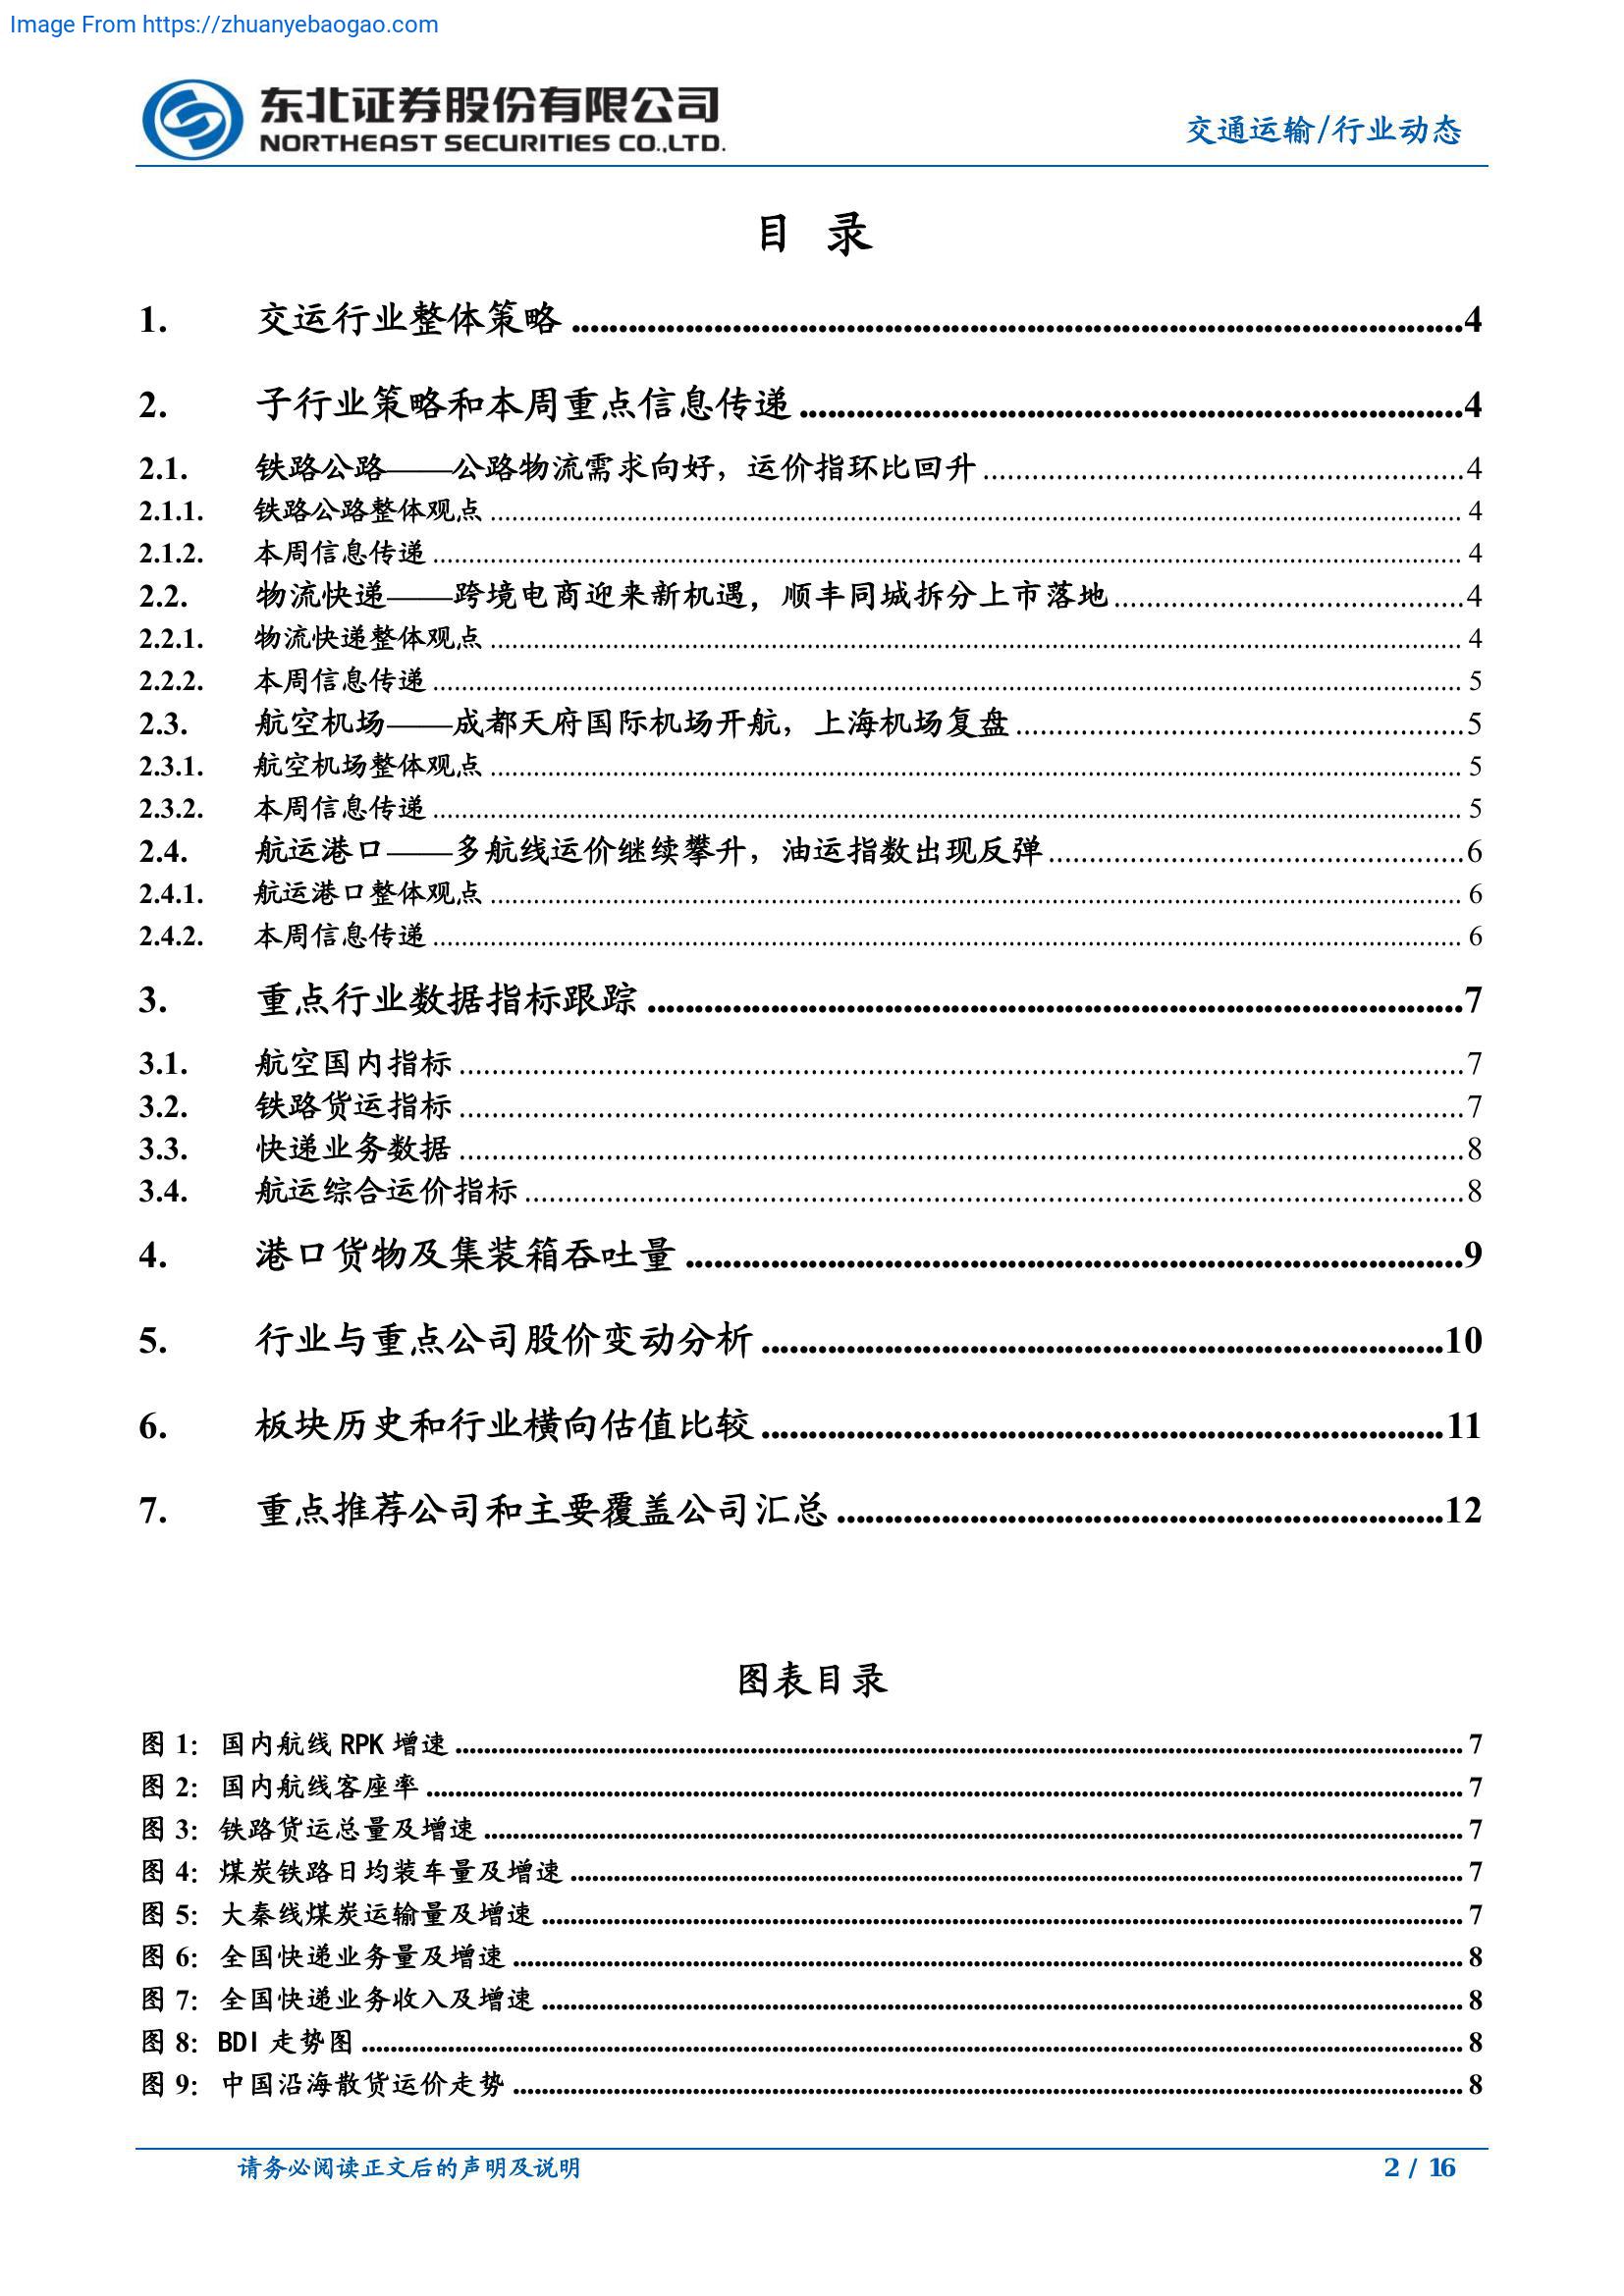 Image From https://zhuanyebaogao.com
东北证券股份有限公司
NORTHEAST SECURITIES CO.,LTD.
交通运输/行业动态
目 录
1. 交运行业整体策略 ........ 4
2. 子行业策略和本周重点信息传递 ........ 4
2.1. 铁路公路——公路物流需求向好，运价指环比回升 ........ 4
2.1.1. 铁路公路整体观点 ........ 4
2.1.2. 本周信息传递 ........ 4
2.2. 物流快递——跨境电商迎来新机遇，顺丰同城拆分上市落地 ........ 4
2.2.1. 物流快递整体观点 ........ 4
2.2.2. 本周信息传递 ........ 5
2.3. 航空机场——成都天府国际机场开航，上海机场复盘 ........ 5
2.3.1. 航空机场整体观点 ........ 5
2.3.2. 本周信息传递 ........ 5
2.4. 航运港口——多航线运价继续攀升，油运指数出现反弹 ........ 6
2.4.1. 航运港口整体观点 ........ 6
2.4.2. 本周信息传递 ........ 6
3. 重点行业数据指标跟踪 ........ 7
3.1. 航空国内指标 ........ 7
3.2. 铁路货运指标 ........ 7
3.3. 快递业务数据 ........ 8
3.4. 航运综合运价指标 ........ 8
4. 港口货物及集装箱吞吐量 ........ 9
5. 行业与重点公司股价变动分析 ........ 10
6. 板块历史和行业横向估值比较 ........ 11
7. 重点推荐公司和主要覆盖公司汇总 ........ 12
图表目录
图 1：国内航线 RPK 增速 ........ 7
图 2：国内航线客座率 ........ 7
图 3：铁路货运总量及增速 ........ 7
图 4：煤炭铁路日均装车量及增速 ........ 7
图 5：大秦线煤炭运输量及增速 ........ 7
图 6：全国快递业务量及增速 ........ 8
图 7：全国快递业务收入及增速 ........ 8
图 8：BDI 走势图 ........ 8
图 9：中国沿海散货运价走势 ........ 8
请务必阅读正文后的声明及说明
2 / 16